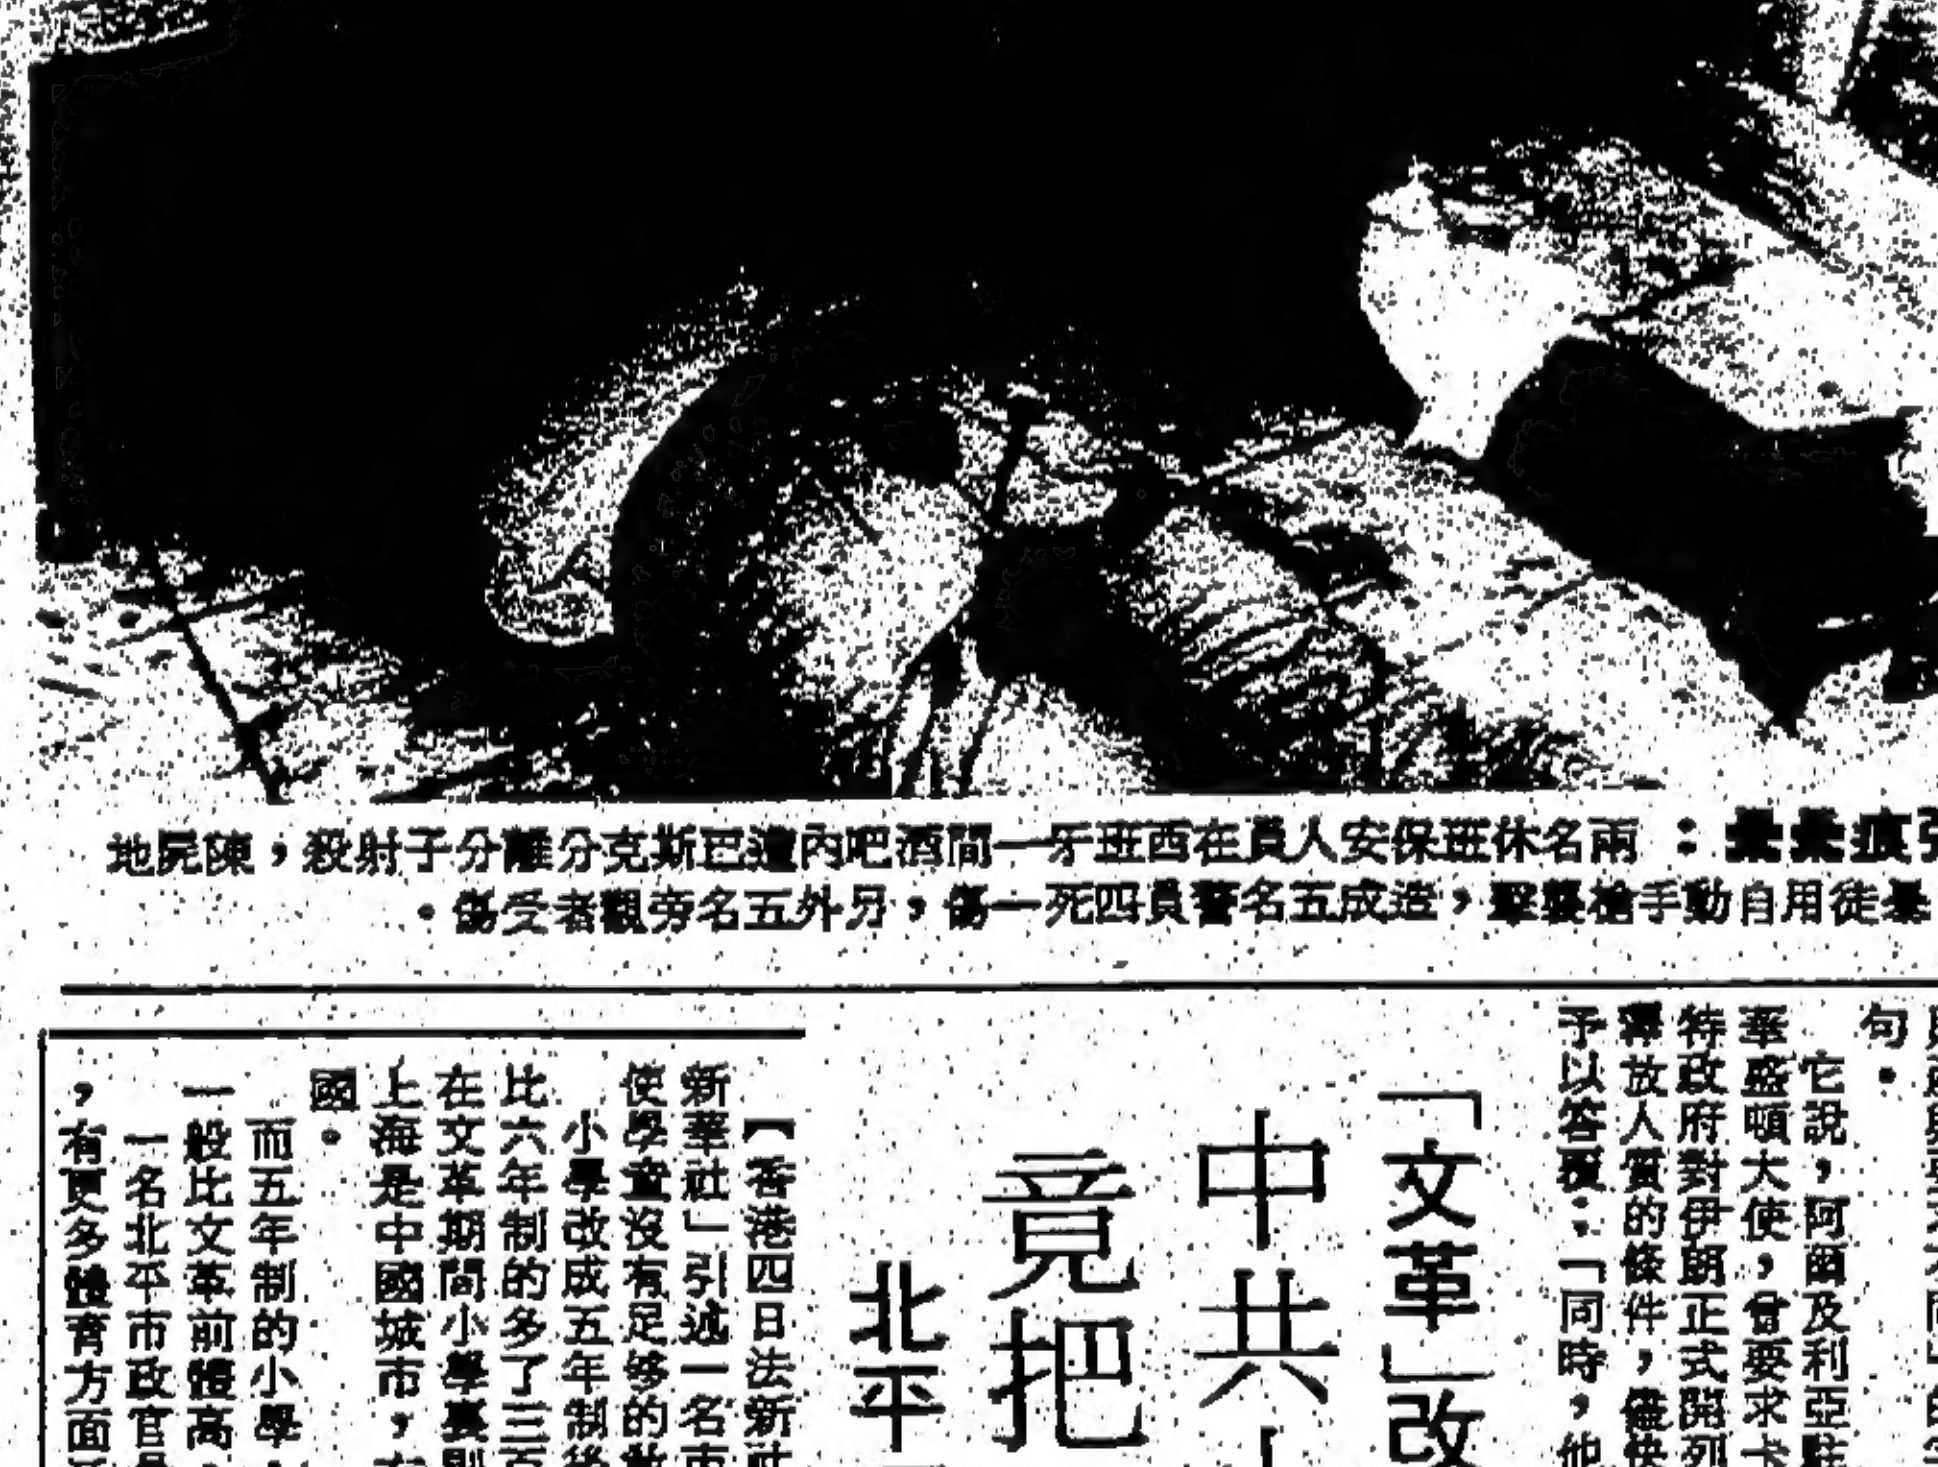 痕纍纍：兩名休班保安人員在西班牙一間酒吧內遭巴斯克分離分子射殺，陳屍地
暴徒用自動手槍襲擊，造成五名警員四死一傷，另外五名旁觀者受傷。
句。
它說，阿爾及利亞駐
華盛頓大使，曾要求卡
特政府對伊朗正式開列
釋放人質的條件，儘快
予以答覆；「同時，他
「文革」改
中共
竟把
北平
【香港四日法新社
新華社」引述一名市
使學童沒有足够的
小學改成五年制後
比六年制的多了三百
在文革期間小學裏
上海是中國城市，
國。
而五年制的小學，
一般比文革前體高
一名北平市政官員
，有更多體育方面